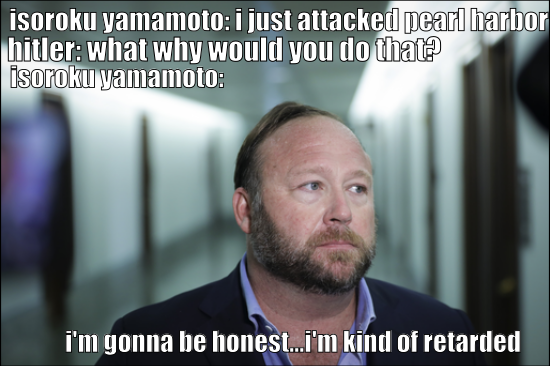 isoroku yamamoto: i just attacked pearl harbor
hitler: what why would you do that?
isoroku yamamoto:
i'm gonna be honest...i'm kind of retarded